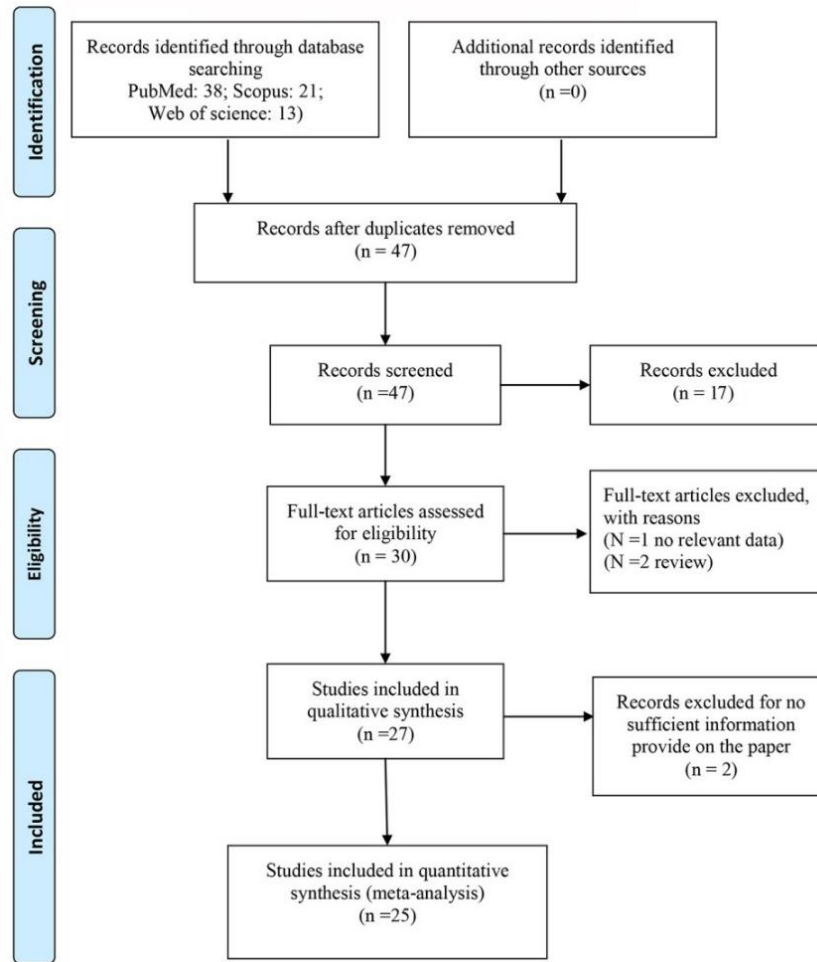 Identification
Records identified through database
searching
PubMed: 38; Scopus: 21;
Web of science: 13)
Additional records identified
through other sources
(n =0)
Records after duplicates removed
(n = 47)
Screening
Records screened
(n =47)
Records excluded
(n = 17)
Eligibility
Full-text articles assessed
for eligibility
(n = 30)
Full-text articles excluded,
with reasons
(N =1 no relevant data)
(N =2 review)
Included
Studies included in
qualitative synthesis
(n =27)
Records excluded for no
sufficient information
provide on the paper
(n = 2)
Studies included in quantitative
synthesis (meta-analysis)
(n =25)